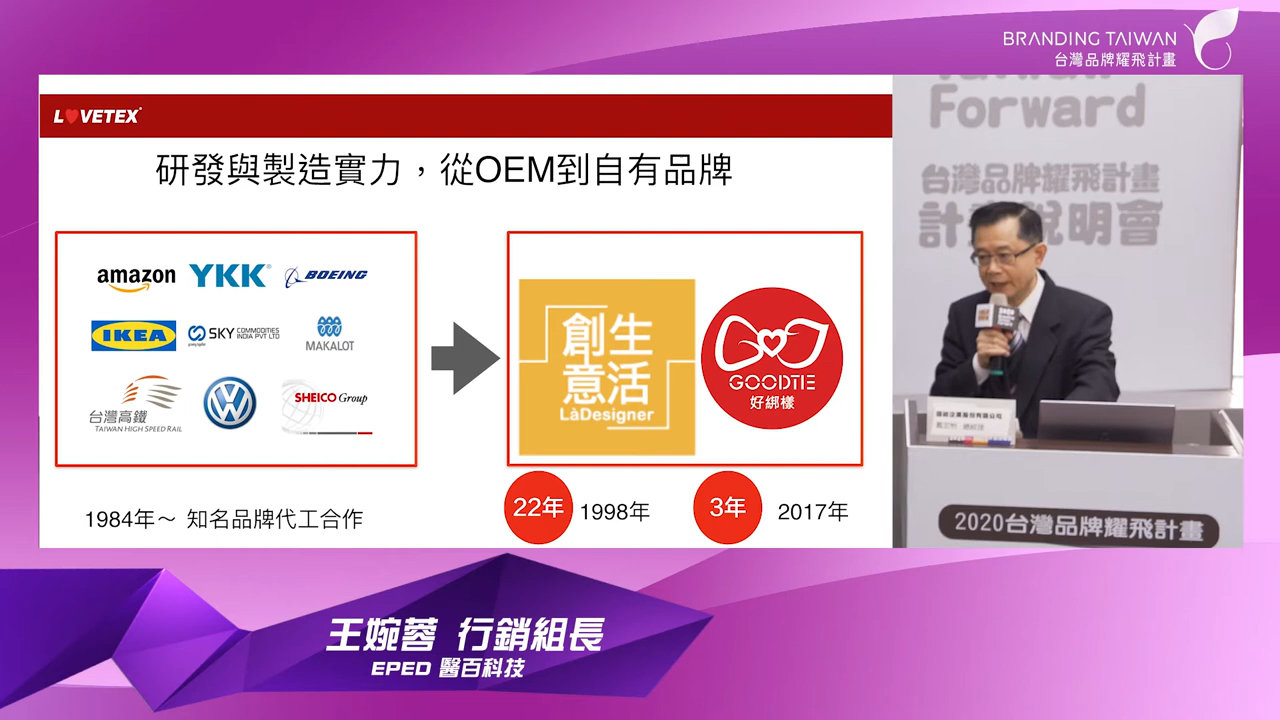 BRANDING TAIWAN
台灣品牌耀飛計畫
LOVETEX
研發與製造實力，從OEM到自有品牌
amazon
YKK
BOEING
IKEA
SKY COMMODITIES
INDIA PVT LTD
MAKALOT
台灣高鐵
TAIWAN HIGH SPEED RAIL
SHEICO Group
創生
意活
LàDesigner
GOODTIE
好綁樣
22年
1998年
3年
2017年
1984年～ 知名品牌代工合作
Forward
台灣品牌耀飛計畫
2020台灣品牌耀飛計畫
王婉蓉 行銷組長
EPED 醫百科技